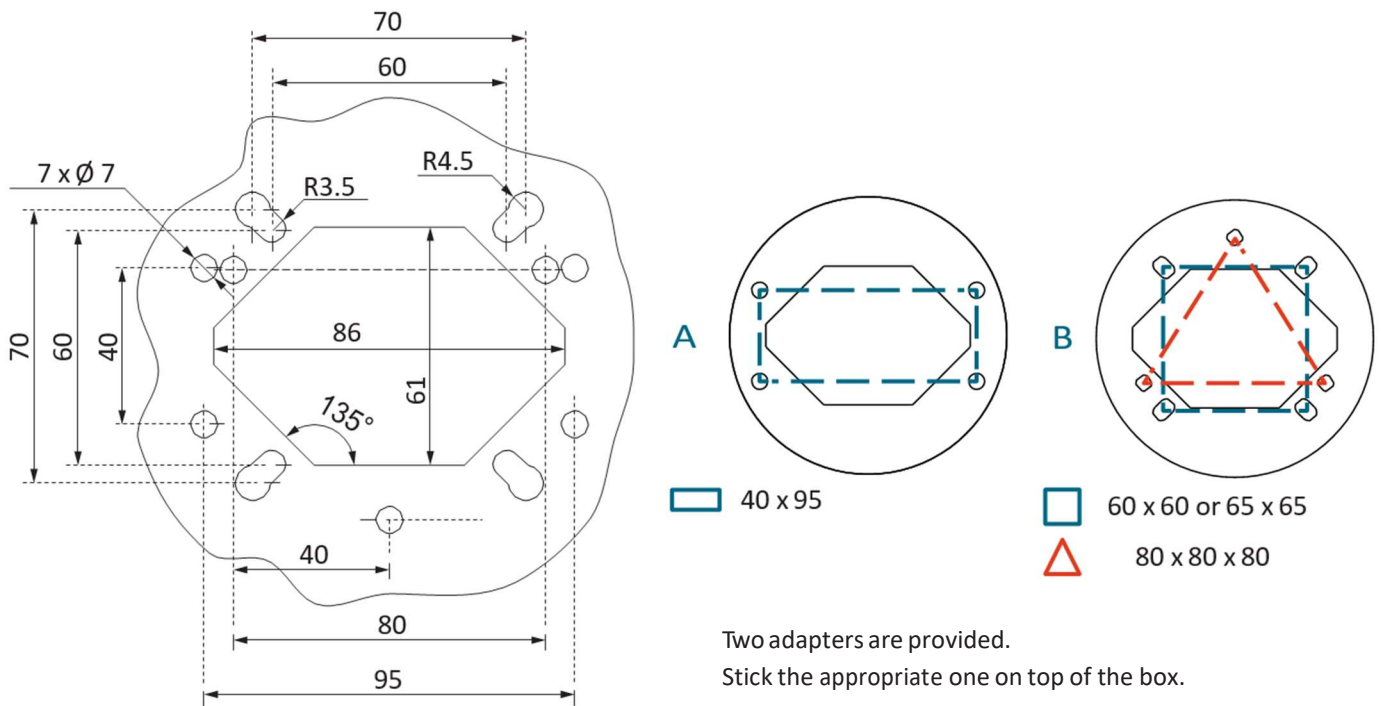 70
60
7 x Ø 7
R4.5
R3.5
70
60
40
86
61
135°
40
80
95
A
40 x 95
B
60 x 60 or 65 x 65
80 x 80 x 80
Two adapters are provided.
Stick the appropriate one on top of the box.